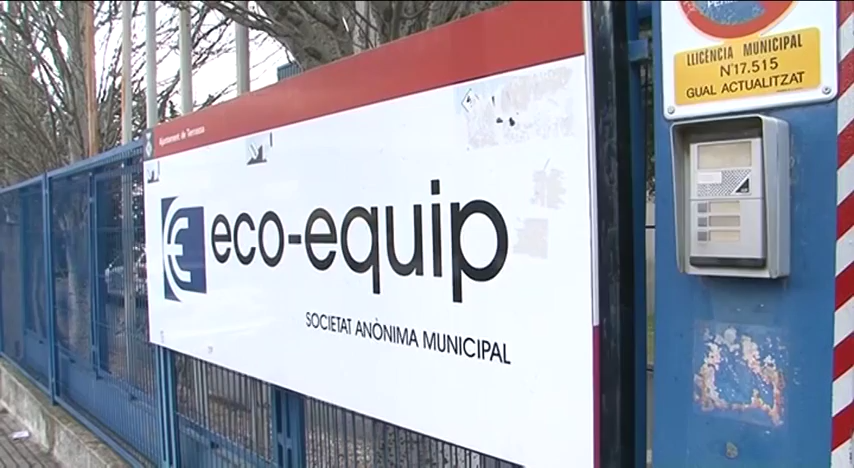 Ajuntament de Terrassa
eco-equip
SOCIETAT ANÒNIMA MUNICIPAL
LLICÈNCIA MUNICIPAL
Nº17.515
GUAL ACTUALITZAT